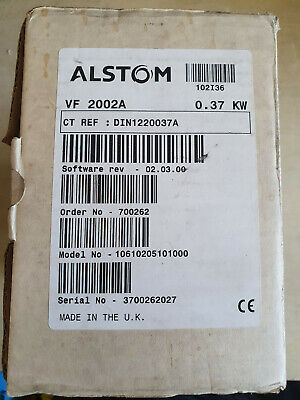 ALSTOM
102I36
VF 2002A 0.37 KW
CT REF : DIN1220037A
Software rev - 02.03.00
Order No - 700262
Model No - 10610205101000
Serial No - 3700262027
MADE IN THE U.K.
CE